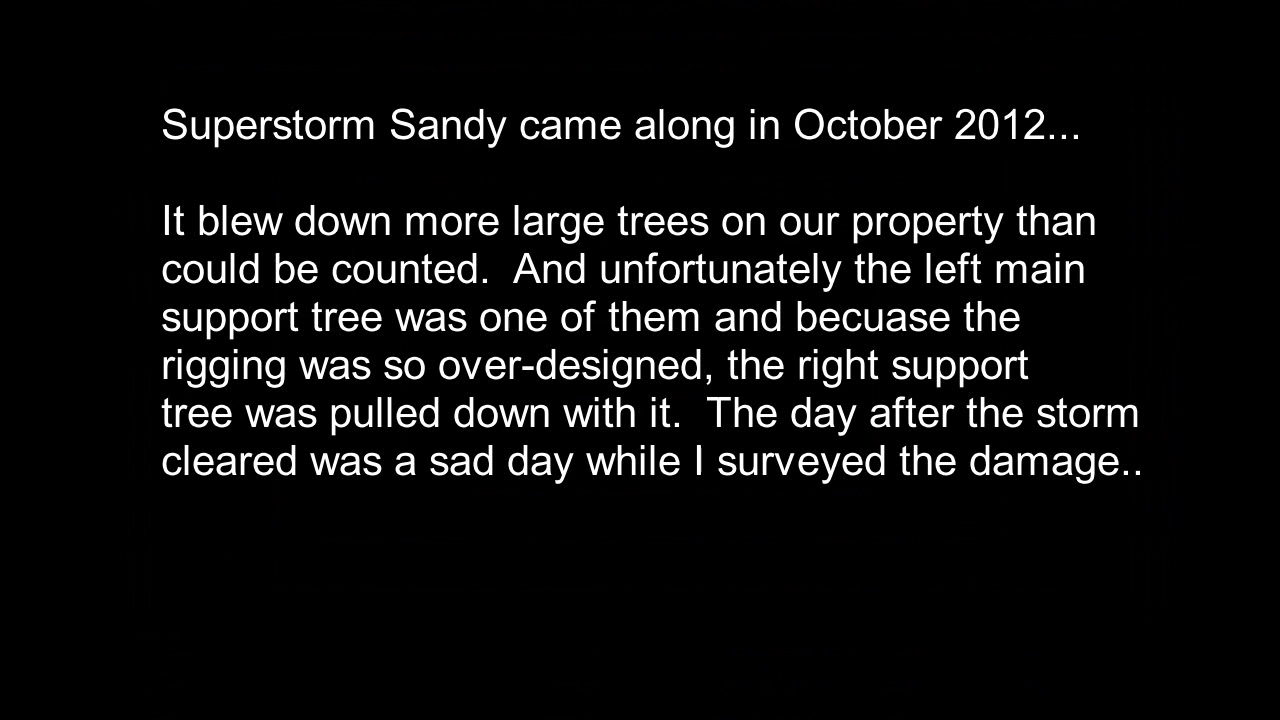 Superstorm Sandy came along in October 2012...
It blew down more large trees on our property than
could be counted.  And unfortunately the left main
support tree was one of them and becuase the
rigging was so over-designed, the right support
tree was pulled down with it.  The day after the storm
cleared was a sad day while I surveyed the damage..